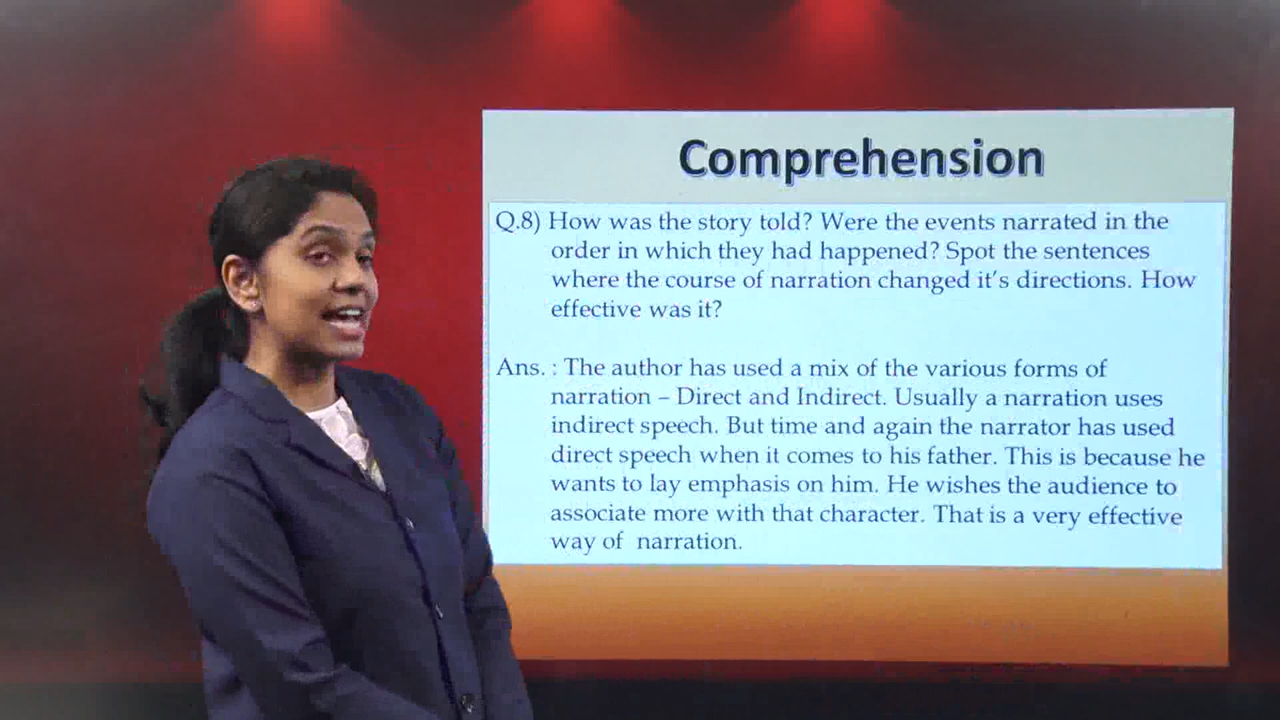 Comprehension
Q.8) How was the story told? Were the events narrated in the
order in which they had happened? Spot the sentences
where the course of narration changed it's directions. How
effective was it?
Ans. : The author has used a mix of the various forms of
narration – Direct and Indirect. Usually a narration uses
indirect speech. But time and again the narrator has used
direct speech when it comes to his father. This is because he
wants to lay emphasis on him. He wishes the audience to
associate more with that character. That is a very effective
way of narration.